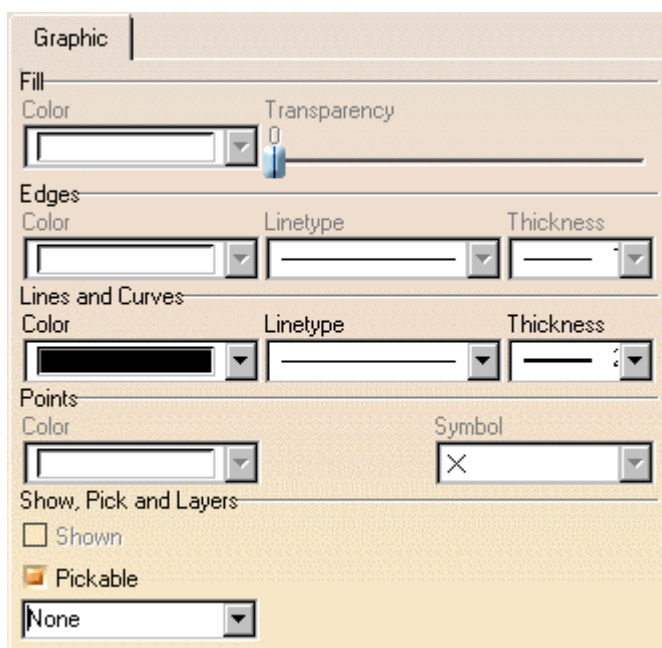 Graphic
Fill
Color Transparency
0
Edges
Color Linetype Thickness
Lines and Curves
Color Linetype Thickness
Points
Color Symbol
Show, Pick and Layers
Shown
Pickable
None